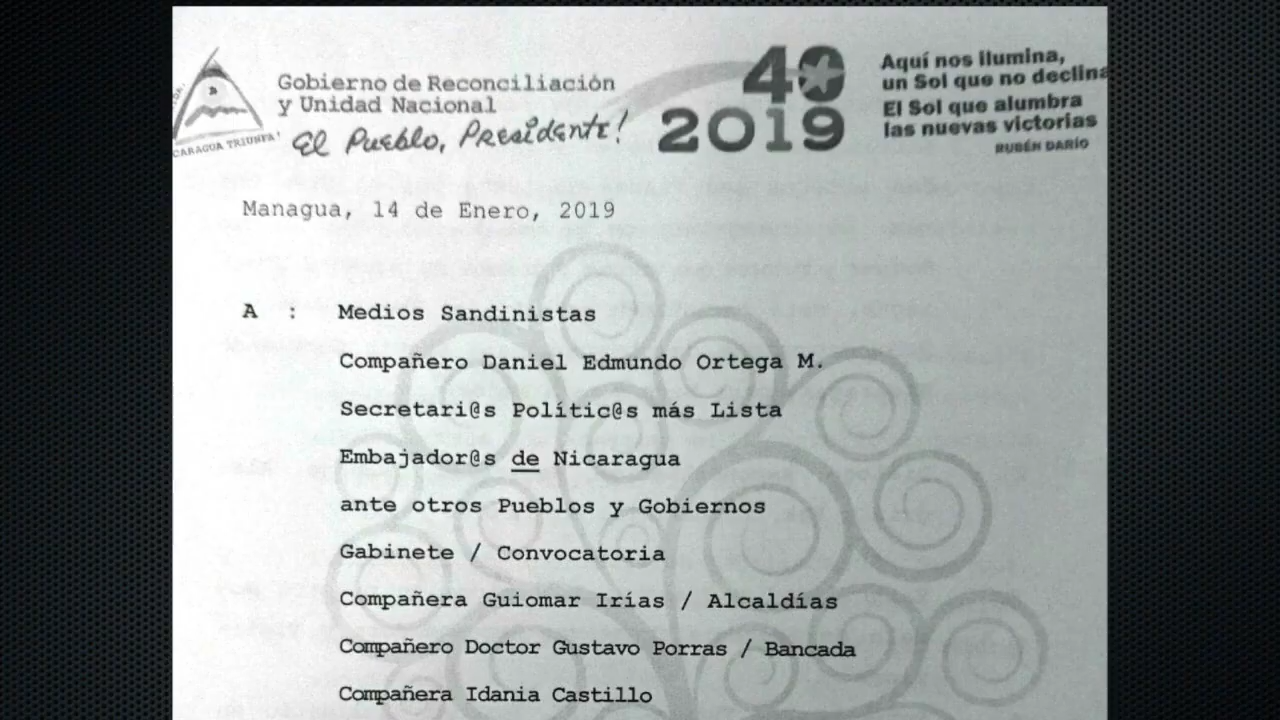 Gobierno de Reconciliación
y Unidad Nacional
El Pueblo, Presidente!
CARAGUA TRIUNFA!
40
2019
Aquí nos ilumina,
un Sol que no declina
El Sol que alumbra
las nuevas victorias
RUBÉN DARÍO
Managua, 14 de Enero, 2019
A : Medios Sandinistas
Compañero Daniel Edmundo Ortega M.
Secretari@s Polític@s más Lista
Embajador@s de Nicaragua
ante otros Pueblos y Gobiernos
Gabinete / Convocatoria
Compañera Guiomar Irías / Alcaldías
Compañero Doctor Gustavo Porras / Bancada
Compañera Idania Castillo